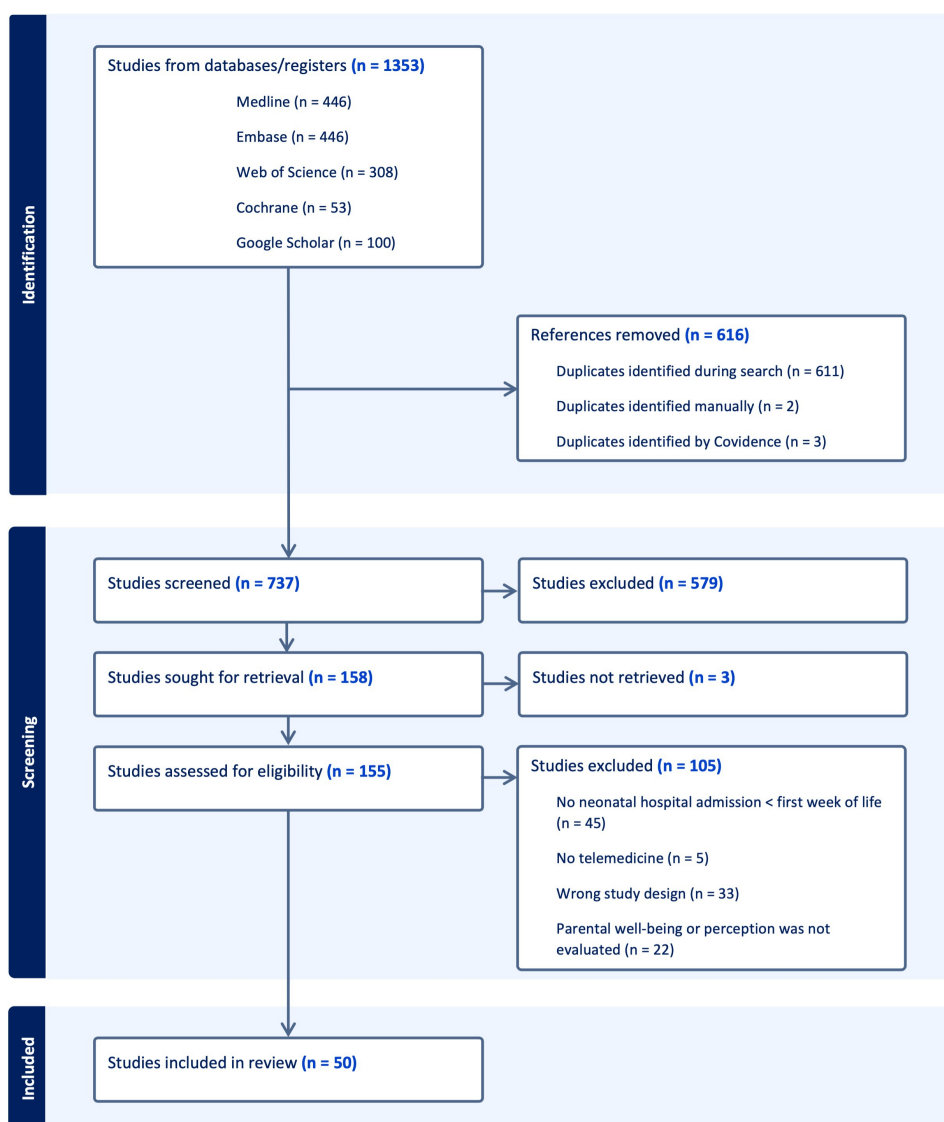 Identification
Studies from databases/registers (n = 1353)
Medline (n = 446)
Embase (n = 446)
Web of Science (n = 308)
Cochrane (n = 53)
Google Scholar (n = 100)
References removed (n = 616)
Duplicates identified during search (n = 611)
Duplicates identified manually (n = 2)
Duplicates identified by Covidence (n = 3)
Screening
Studies screened (n = 737)
Studies excluded (n = 579)
Studies sought for retrieval (n = 158)
Studies not retrieved (n = 3)
Studies assessed for eligibility (n = 155)
Studies excluded (n = 105)
No neonatal hospital admission < first week of life
(n = 45)
No telemedicine (n = 5)
Wrong study design (n = 33)
Parental well-being or perception was not
evaluated (n = 22)
Included
Studies included in review (n = 50)